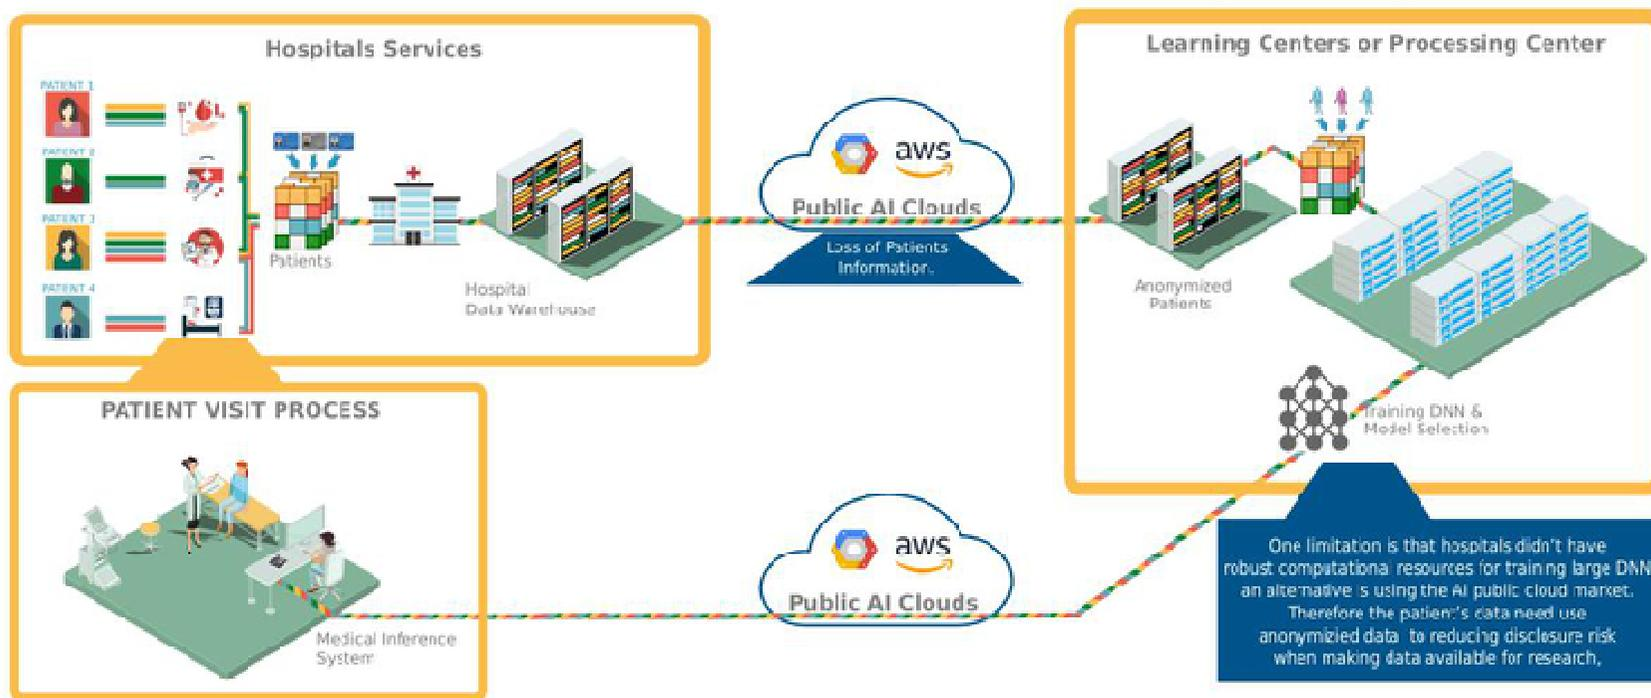 Hospitals Services
PATIENT 1
PATIENT 2
PATIENT 3
PATIENT 4
Patients
Hospital
Data Warehouse
aws
Public AI Clouds
Loss of Patients
Information.
Learning Centers or Processing Center
Anonymized
Patients
Training DNN &
Model Selection
PATIENT VISIT PROCESS
Medical Inference
System
aws
Public AI Clouds
One limitation is that hospitals didn't have
robust computational resources for training large DNN
an alternative is using the AI public cloud market.
Therefore the patient's data need use
anonymizied data to reducing disclosure risk
when making data available for research,